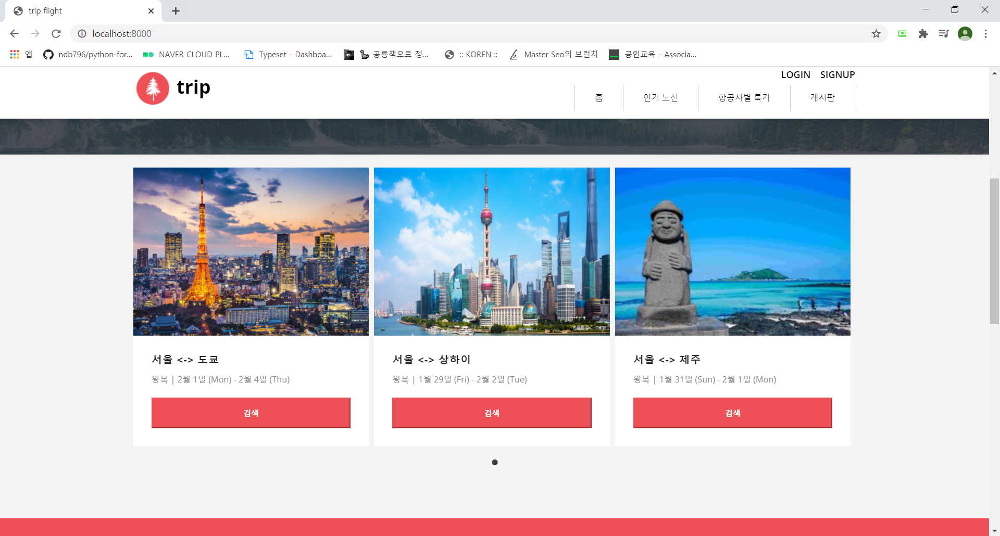 trip flight
localhost:8000
앱
ndb796/python-for...
NAVER CLOUD PL...
Typeset - Dashboa...
공룡책으로 정...
:: KOREN ::
Master Seo의 브런치
공인교육 - Associa...
trip
LOGIN SIGNUP
홈
인기 노선
항공사별 특가
게시판
서울 <-> 도쿄
왕복 | 2월 1일 (Mon) - 2월 4일 (Thu)
검색
서울 <-> 상하이
왕복 | 1월 29일 (Fri) - 2월 2일 (Tue)
검색
서울 <-> 제주
왕복 | 1월 31일 (Sun) - 2월 1일 (Mon)
검색